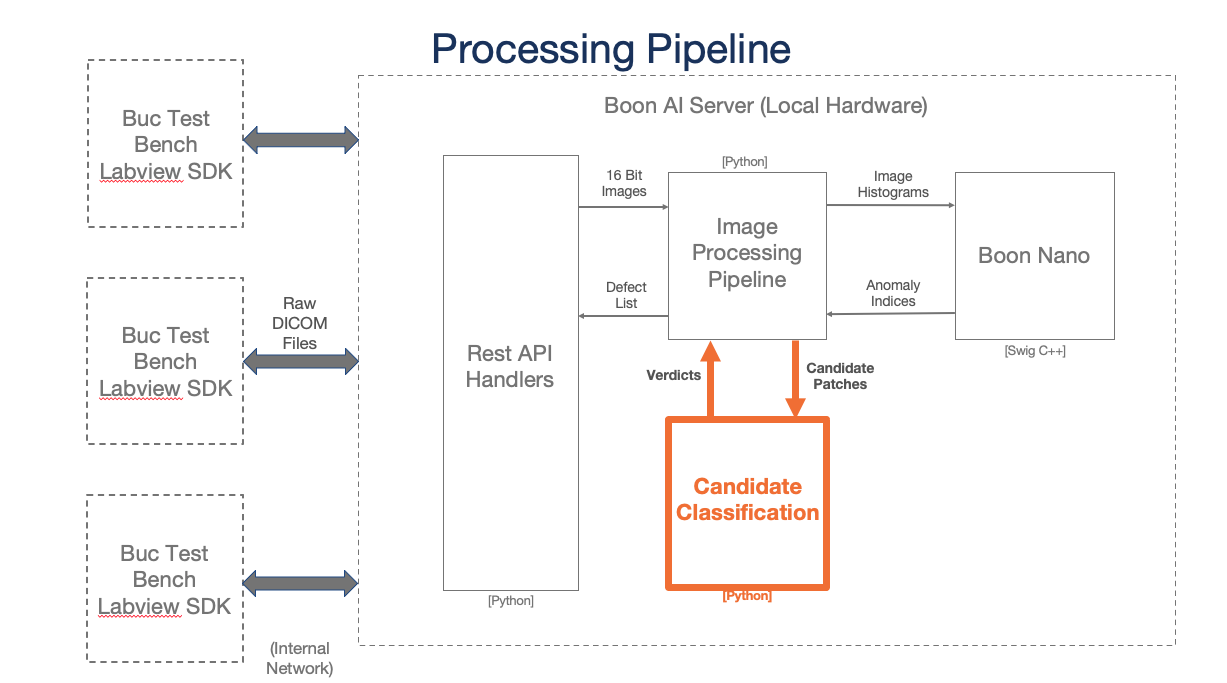 Processing Pipeline
Buc Test
Bench
Labview SDK
Buc Test
Bench
Labview SDK
Buc Test
Bench
Labview SDK
Raw
DICOM
Files
(Internal
Network)
Boon AI Server (Local Hardware)
Rest API
Handlers
[Python]
16 Bit
Images
Defect
List
[Python]
Image
Processing
Pipeline
Image
Histograms
Anomaly
Indices
Boon Nano
[Swig C++]
Verdicts
Candidate
Patches
Candidate
Classification
[Python]